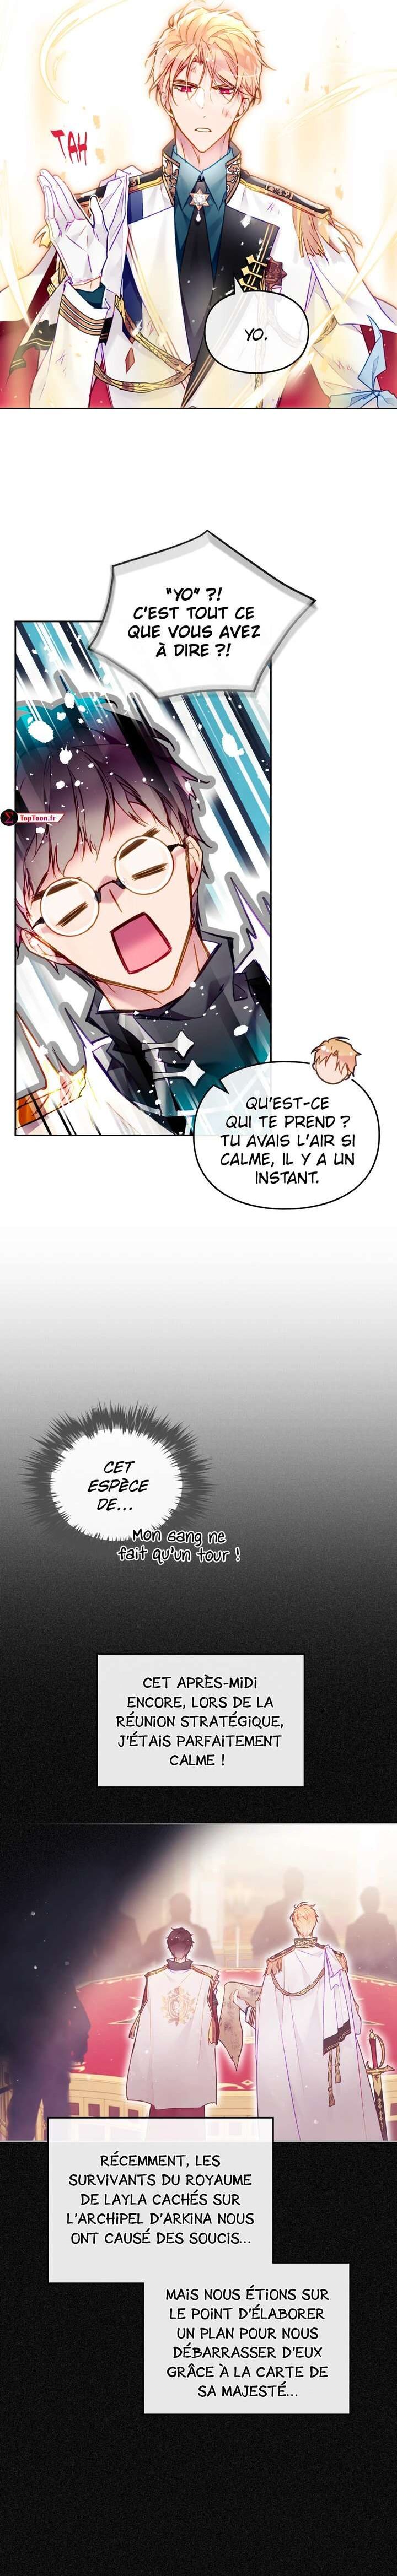 TAH
YO.
"YO" ?!
C'EST TOUT CE
QUE VOUS AVEZ
À DIRE ?!
TopToon.fr
QU'EST-CE
QUI TE PREND ?
TU AVAIS L'AIR SI
CALME, IL Y A UN
INSTANT.
CET
ESPÈCE
DE...
Mon sang ne
fait qu'un tour !
CET APRÈS-MIDI
ENCORE, LORS DE LA
RÉUNION STRATÉGIQUE,
J'ÉTAIS PARFAITEMENT
CALME !
RÉCEMMENT, LES
SURVIVANTS DU ROYAUME
DE LAYLA CACHÉS SUR
L'ARCHIPEL D'ARKINA NOUS
ONT CAUSÉ DES SOUCIS...
MAIS NOUS ÉTIONS SUR
LE POINT D'ÉLABORER
UN PLAN POUR NOUS
DÉBARRASSER D'EUX
GRÂCE À LA CARTE DE
SA MAJESTÉ...